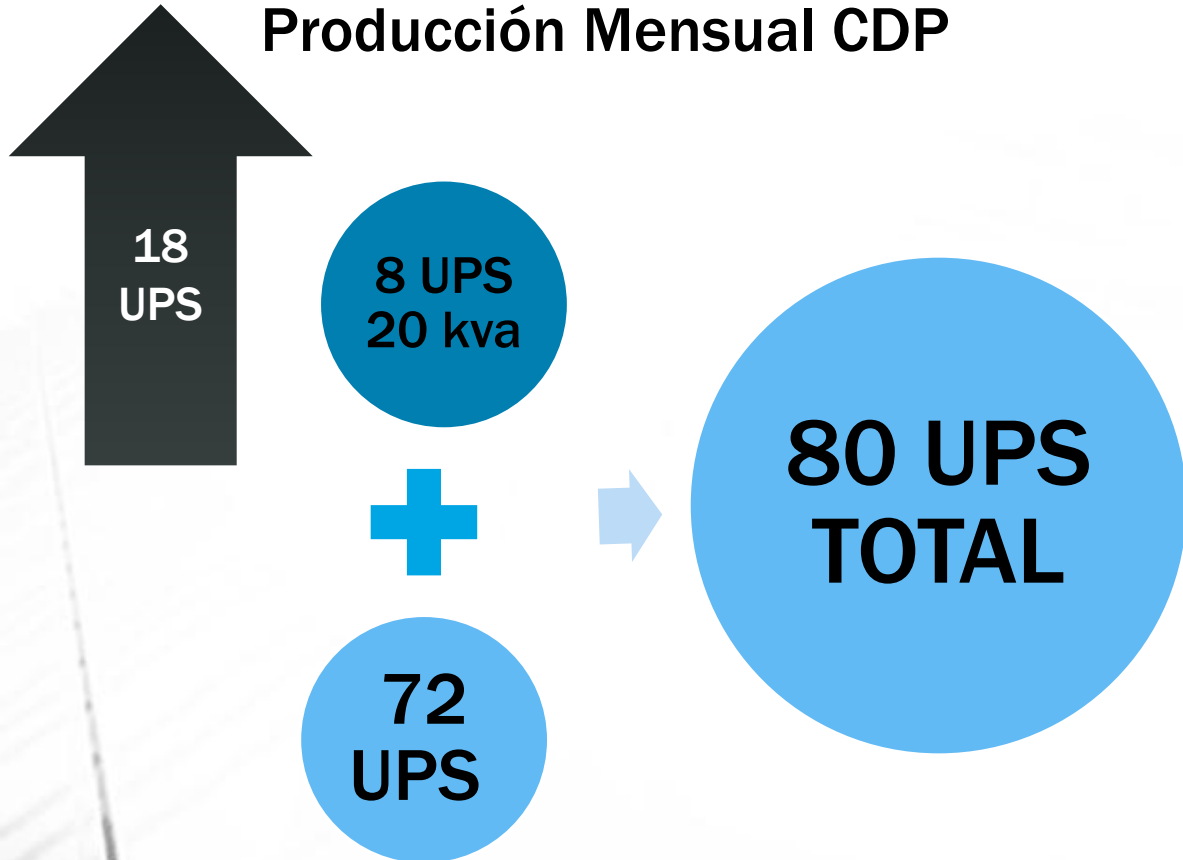 Producción Mensual CDP
18
UPS
8 UPS
20 kva
72
UPS
80 UPS
TOTAL